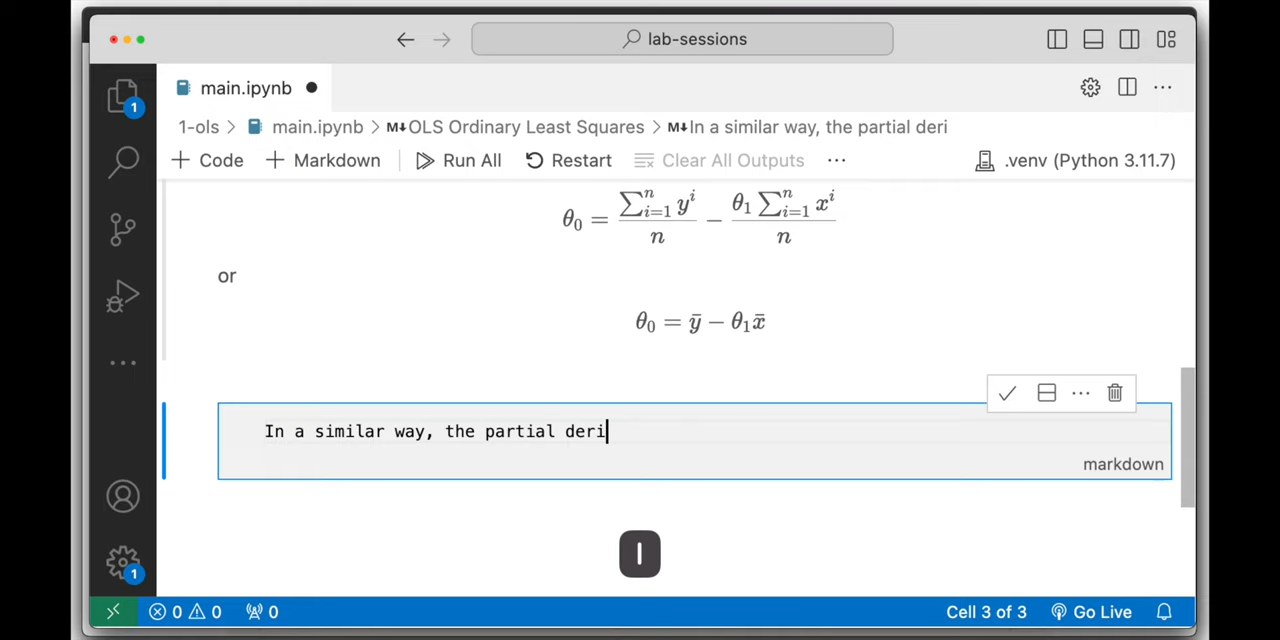 lab-sessions
main.ipynb
1-ols > main.ipynb > M↓OLS Ordinary Least Squares > M↓In a similar way, the partial deri
+ Code + Markdown Run All Restart Clear All Outputs ... .venv (Python 3.11.7)
θ₀ = ∑ⁿᵢ₌₁ yⁱ / n − θ₁ ∑ⁿᵢ₌₁ xⁱ / n
or
θ₀ = ȳ − θ₁x̄
In a similar way, the partial deri
markdown
I
1
1
0 0 0 Cell 3 of 3 Go Live